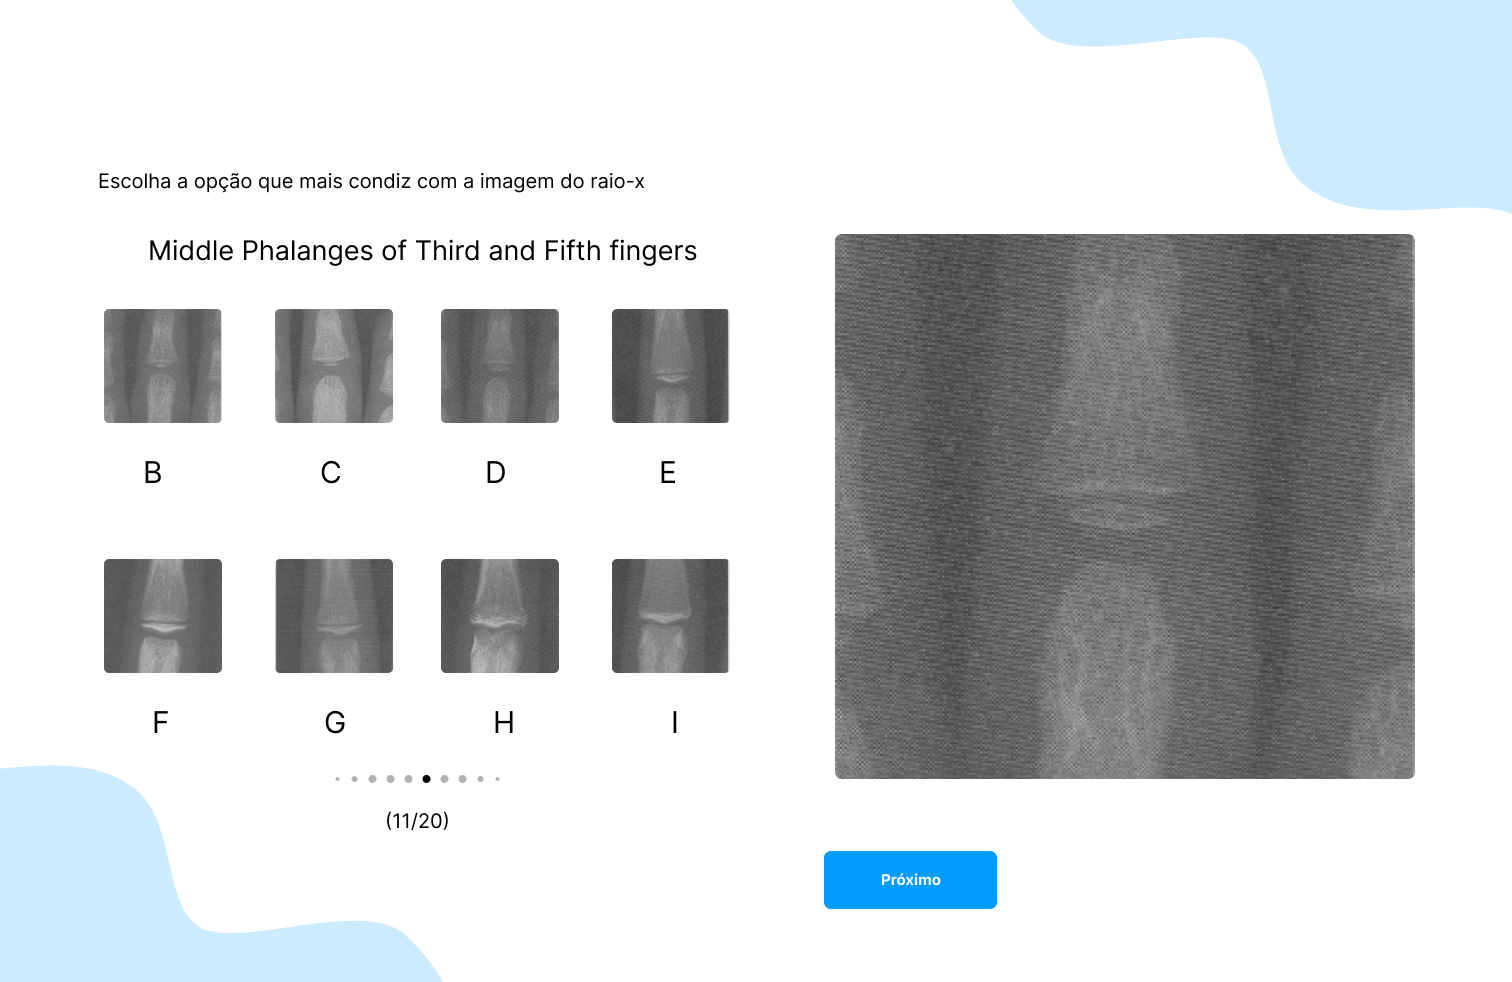 Escolha a opção que mais condiz com a imagem do raio-x
Middle Phalanges of Third and Fifth fingers
B C D E
F G H I
(11/20)
Próximo